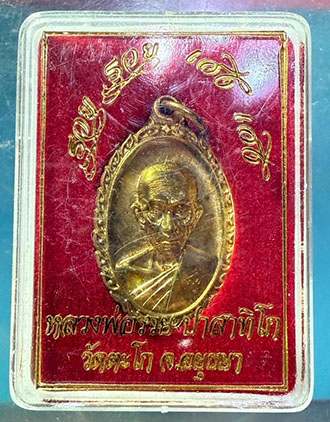 รวย รวย เฮง เฮง
หลวงพ่อรวย ปาสาทิโก
วัดตะโก จ.อยุธยา